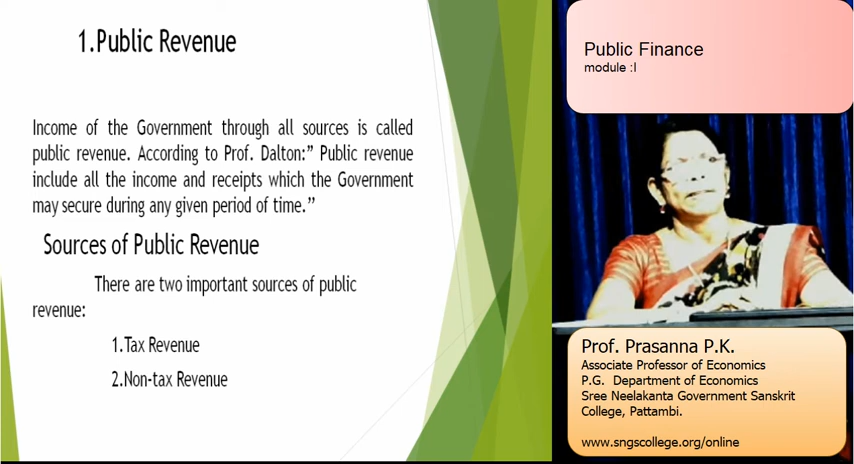 1.Public Revenue
Income of the Government through all sources is called
public revenue. According to Prof. Dalton:” Public revenue
include all the income and receipts which the Government
may secure during any given period of time.”
Sources of Public Revenue
There are two important sources of public
revenue:
1.Tax Revenue
2.Non-tax Revenue
Public Finance
module :I
Prof. Prasanna P.K.
Associate Professor of Economics
P.G. Department of Economics
Sree Neelakanta Government Sanskrit
College, Pattambi.
www.sngscollege.org/online